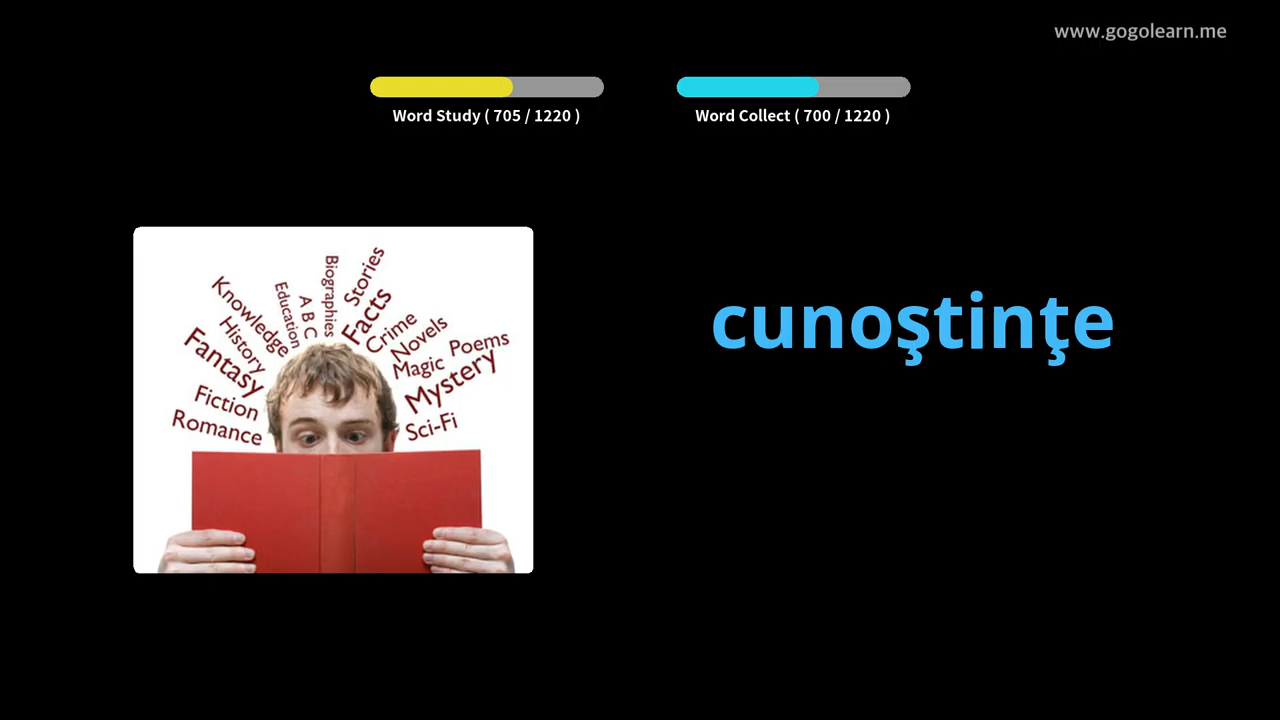 www.gogolearn.me
Word Study ( 705 / 1220 )
Word Collect ( 700 / 1220 )
Biographies
Stories
Education
A B C
Facts
Knowledge
Crime
History
Novels
Poems
Fantasy
Magic
Mystery
Fiction
Romance
Sci-Fi
cunoştinţe